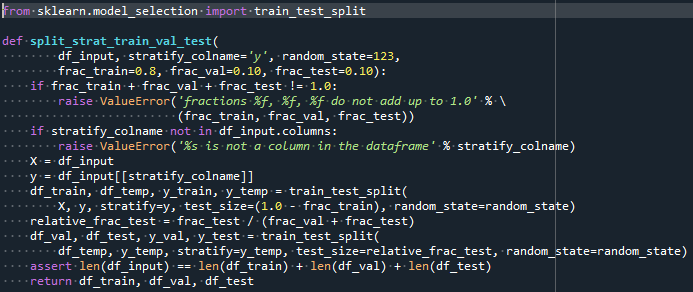 from sklearn.model_selection import train_test_split

def split_strat_train_val_test(
        df_input, stratify_colname='y', random_state=123,
        frac_train=0.8, frac_val=0.10, frac_test=0.10):
    if frac_train + frac_val + frac_test != 1.0:
        raise ValueError('fractions %f, %f, %f do not add up to 1.0' % \
                         (frac_train, frac_val, frac_test))
    if stratify_colname not in df_input.columns:
        raise ValueError('%s is not a column in the dataframe' % stratify_colname)
    X = df_input
    y = df_input[[stratify_colname]]
    df_train, df_temp, y_train, y_temp = train_test_split(
        X, y, stratify=y, test_size=(1.0 - frac_train), random_state=random_state)
    relative_frac_test = frac_test / (frac_val + frac_test)
    df_val, df_test, y_val, y_test = train_test_split(
        df_temp, y_temp, stratify=y_temp, test_size=relative_frac_test, random_state=random_state)
    assert len(df_input) == len(df_train) + len(df_val) + len(df_test)
    return df_train, df_val, df_test